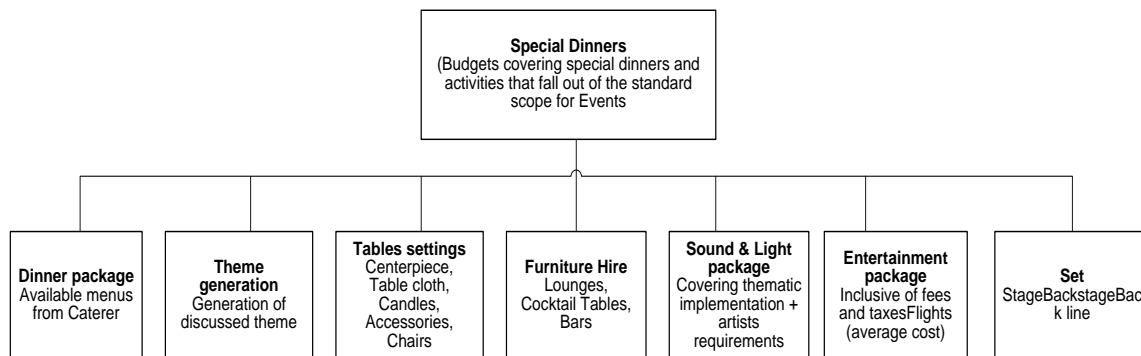 Special Dinners
(Budgets covering special dinners and
activities that fall out of the standard
scope for Events
Dinner package
Available menus
from Caterer
Theme
generation
Generation of
discussed theme
Tables settings
Centerpiece,
Table cloth,
Candles,
Accessories,
Chairs
Furniture Hire
Lounges,
Cocktail Tables,
Bars
Sound & Light
package
Covering thematic
implementation +
artists
requirements
Entertainment
package
Inclusive of fees
and taxesFlights
(average cost)
Set
StageBackstageBac
k line